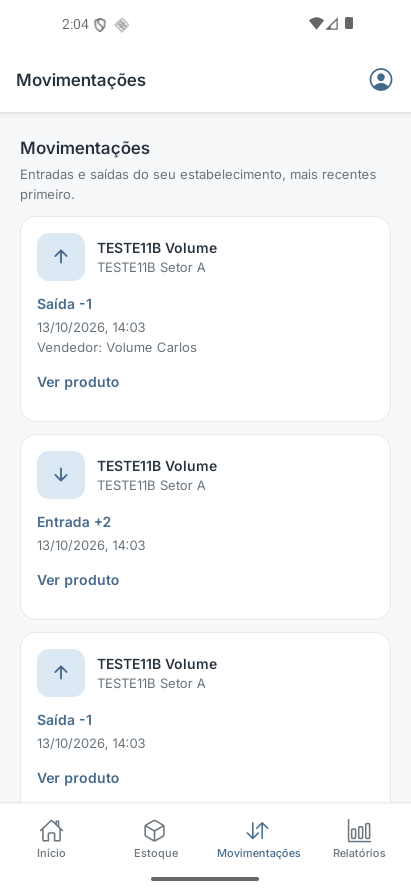 2:04
Movimentações
Movimentações
Entradas e saídas do seu estabelecimento, mais recentes
primeiro.
TESTE11B Volume
TESTE11B Setor A
Saída -1
13/10/2026, 14:03
Vendedor: Volume Carlos
Ver produto
TESTE11B Volume
TESTE11B Setor A
Entrada +2
13/10/2026, 14:03
Ver produto
TESTE11B Volume
TESTE11B Setor A
Saída -1
13/10/2026, 14:03
Ver produto
Início
Estoque
Movimentações
Relatórios